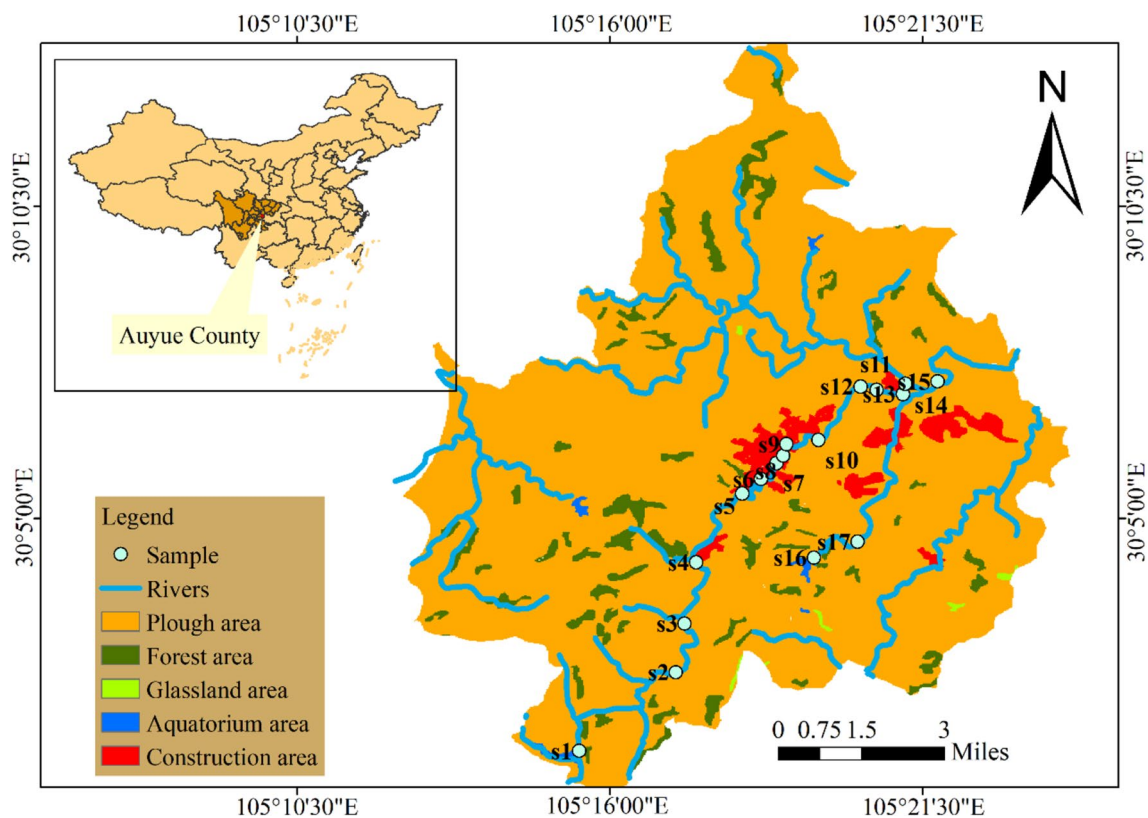 105°10'30"E 105°16'00"E 105°21'30"E
N
30°10'30"E
30°10'30"E
Auyue County
s11
s12
s15
s13
s14
s9
s10
s8
s6
s7
s5
30°5'00"E
30°5'00"E
s17
s16
s4
s3
s2
s1
Legend
Sample
Rivers
Plough area
Forest area
Glassland area
Aquatorium area
Construction area
0 0.75 1.5 3
Miles
105°10'30"E 105°16'00"E 105°21'30"E